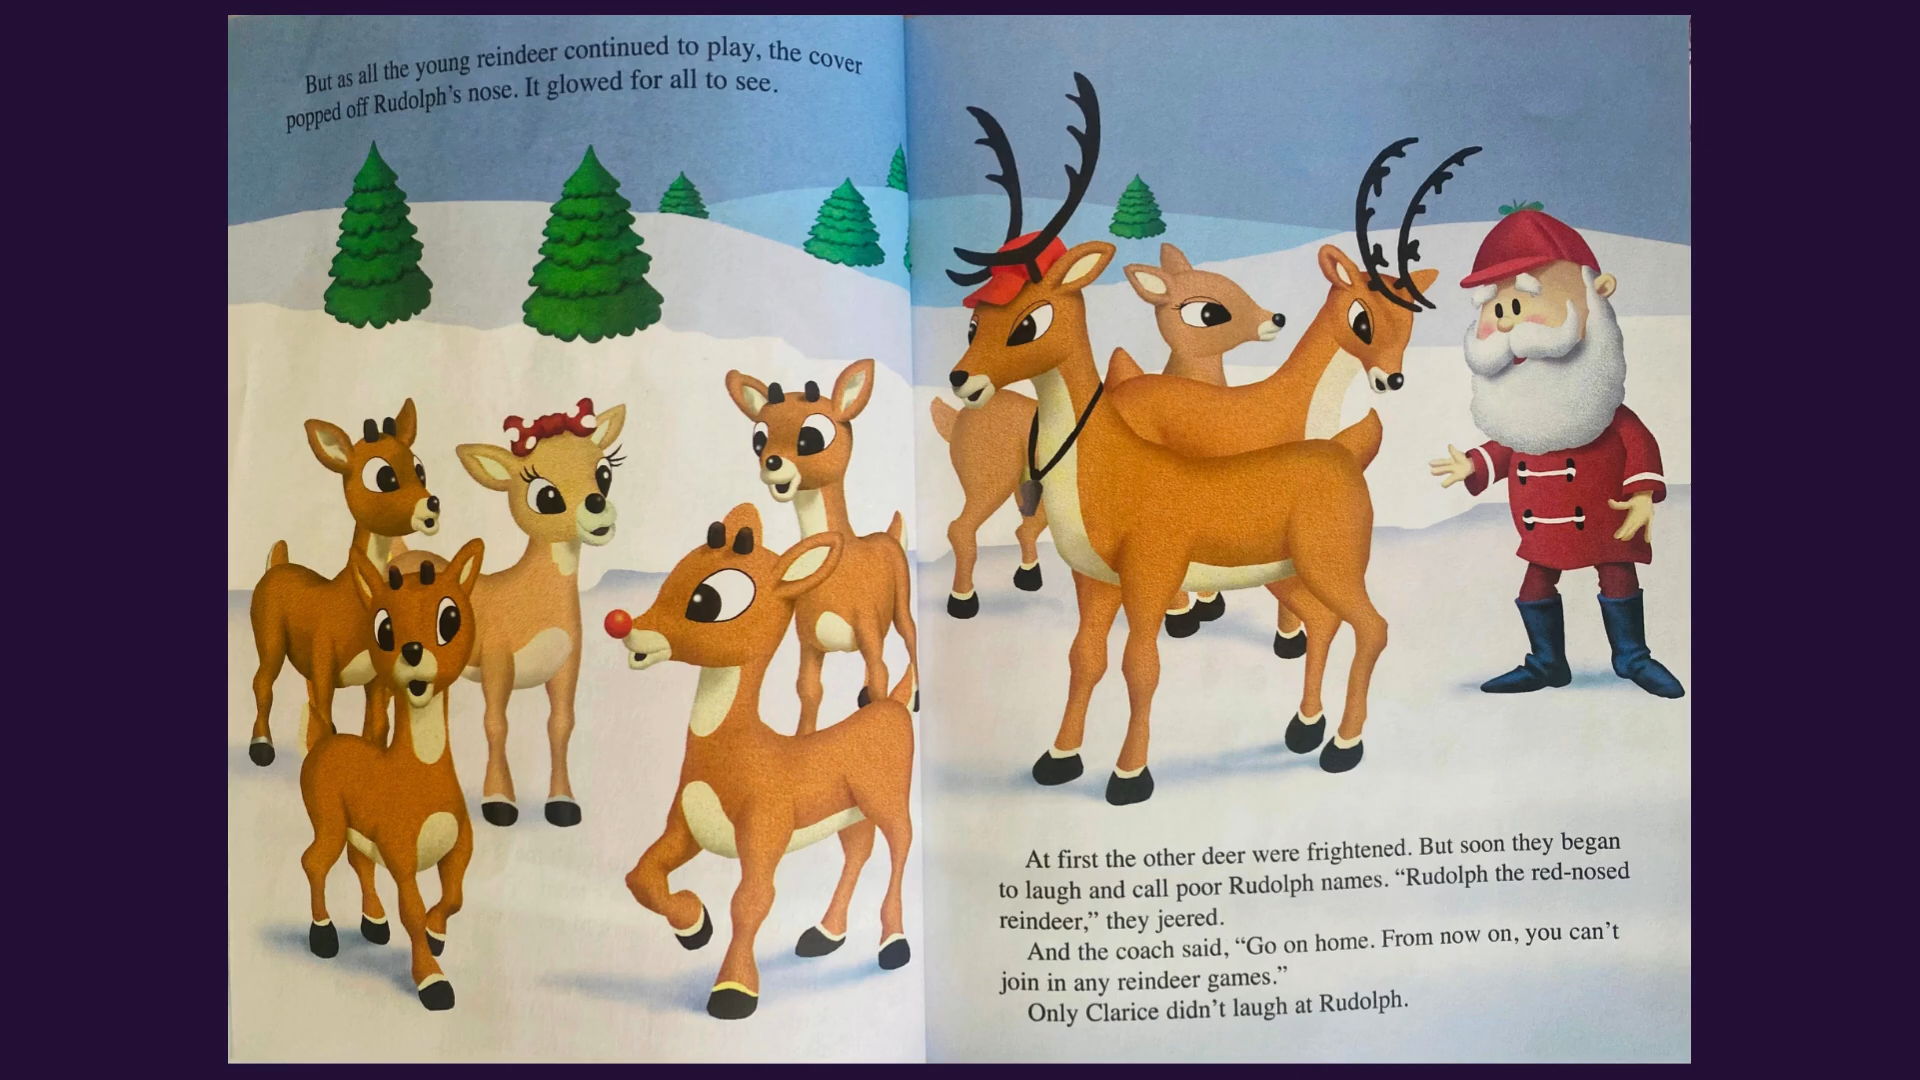 But as all the young reindeer continued to play, the cover
popped off Rudolph's nose. It glowed for all to see.
At first the other deer were frightened. But soon they began
to laugh and call poor Rudolph names. “Rudolph the red-nosed
reindeer,” they jeered.
And the coach said, “Go on home. From now on, you can't
join in any reindeer games.”
Only Clarice didn't laugh at Rudolph.